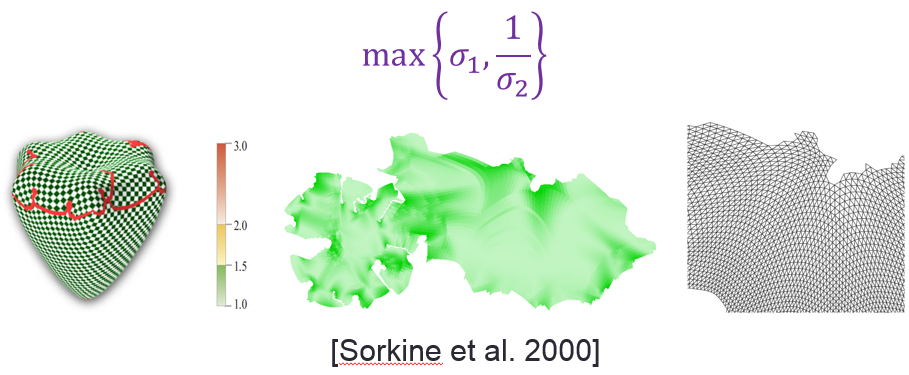 max{σ₁, 1/σ₂}
3.0
2.0
1.5
1.0
[Sorkine et al. 2000]